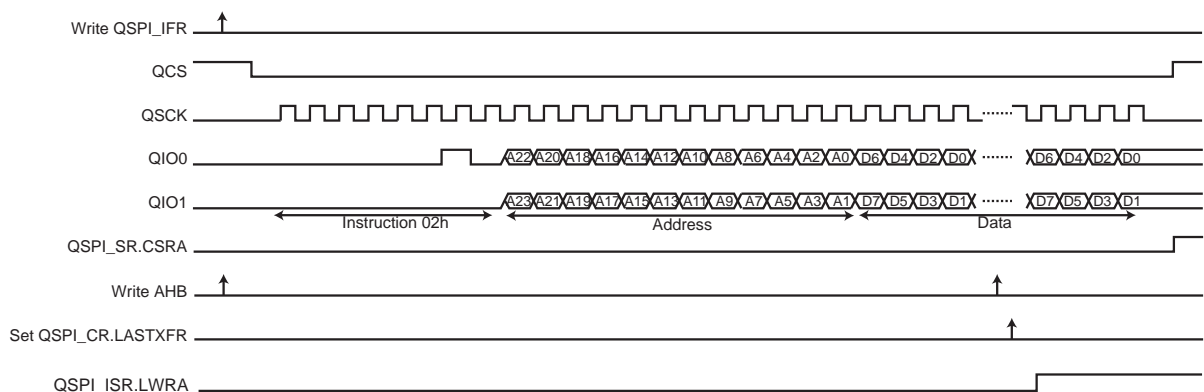 Write QSPI_IFR
QCS
QSCK
QIO0
A22 A20 A18 A16 A14 A12 A10 A8 A6 A4 A2 A0 D6 D4 D2 D0 D6 D4 D2 D0
QIO1
A23 A21 A19 A17 A15 A13 A11 A9 A7 A5 A3 A1 D7 D5 D3 D1 D7 D5 D3 D1
Instruction 02h Address Data
QSPI_SR.CSRA
Write AHB
Set QSPI_CR.LASTXFR
QSPI_ISR.LWRA